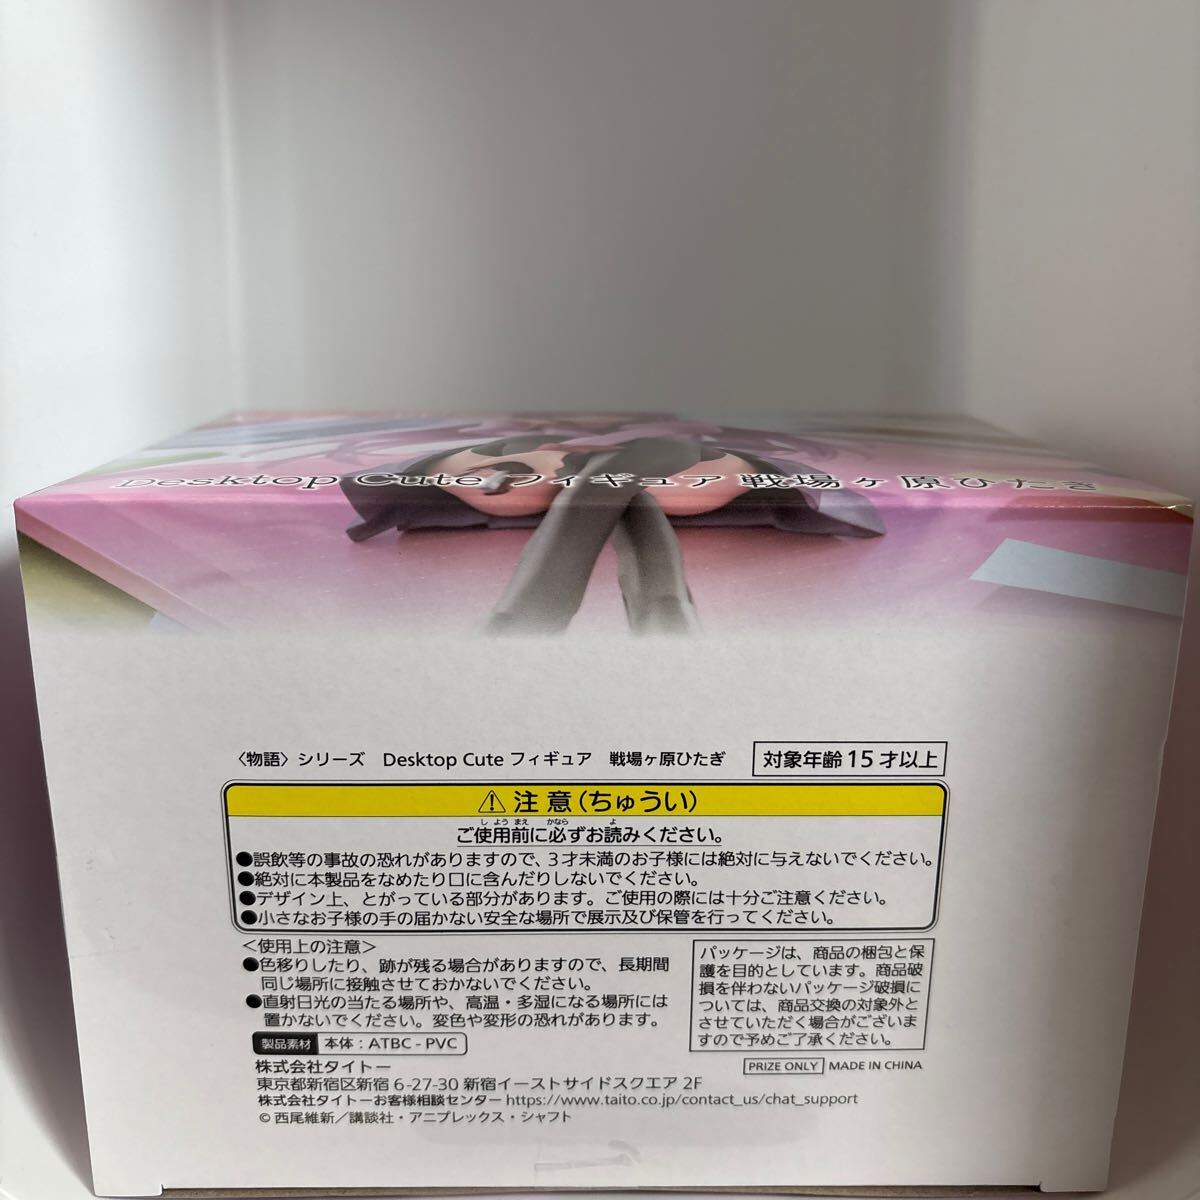 Desktop Cute フィギュア 戦場ヶ原ひたぎ
〈物語〉シリーズ Desktop Cute フィギュア 戦場ヶ原ひたぎ 対象年齢 15 才以上
⚠ 注意(ちゅうい)
しようまえ かなら よ
ご使用前に必ずお読みください。
●誤飲等の事故の恐れがありますので、3才未満のお子様には絶対に与えないでください。
●絶対に本製品をなめたり口に含んだりしないでください。
●デザイン上、とがっている部分があります。ご使用の際には十分ご注意ください。
●小さなお子様の手の届かない安全な場所で展示及び保管を行ってください。
＜使用上の注意＞
●色移りしたり、跡が残る場合がありますので、長期間
同じ場所に接触させておかないでください。
●直射日光の当たる場所や、高温・多湿になる場所には
置かないでください。変色や変形の恐れがあります。
製品素材 本体：ATBC - PVC
パッケージは、商品の梱包と保
護を目的としています。商品破
損を伴わないパッケージ破損に
ついては、商品交換の対象外と
させていただく場合がございま
すので予めご了承ください。
PRIZE ONLY MADE IN CHINA
株式会社タイトー
東京都新宿区新宿 6-27-30 新宿イーストサイドスクエア 2F
株式会社タイトーお客様相談センター https://www.taito.co.jp/contact_us/chat_support
© 西尾維新／講談社・アニプレックス・シャフト